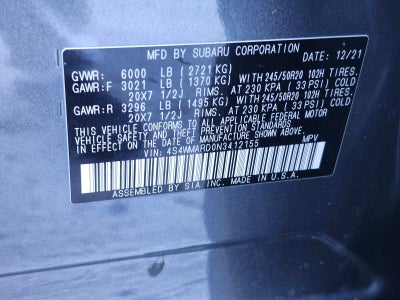 MFD BY SUBARU CORPORATION DATE: 12/21
GVWR: 6000 LB (2721 KG)
GAWR:F 3021 LB (1370 KG) WITH 245/50R20 102H TIRES.
20X7 1/2J RIMS. AT 230 KPA (33 PSI) COLD
GAWR:R 3296 LB (1495 KG) WITH 245/50R20 102H TIRES.
20X7 1/2J RIMS. AT 230 KPA (33 PSI) COLD
THIS VEHICLE CONFORMS TO ALL APPLICABLE FEDERAL MOTOR
VEHICLE SAFETY AND THEFT PREVENTION STANDARDS IN EFFECT
ON THE DATE OF MANUFACTURE SHOWN ABOVE.
VIN: 4S4WMARD0N3412155 MPV
ASSEMBLED BY SIA INC. MADE IN U.S.A.